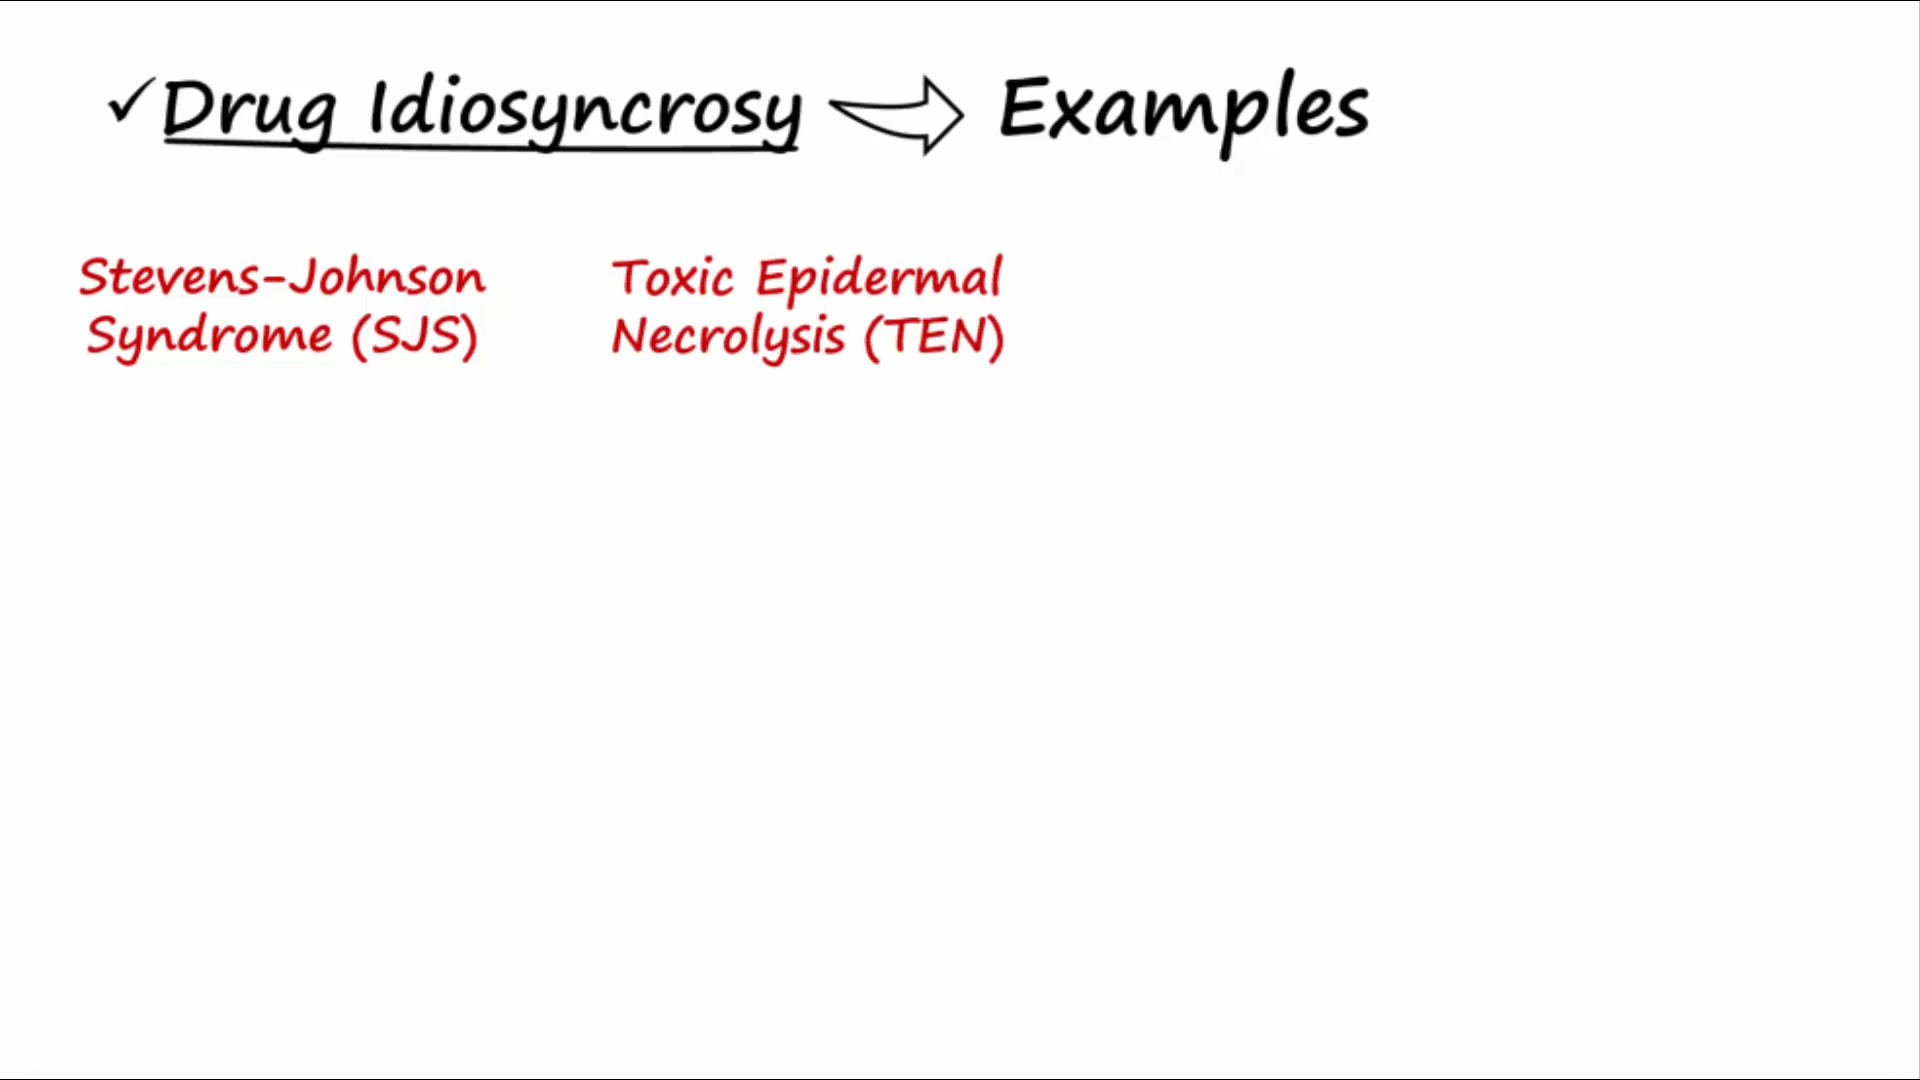 ✓Drug Idiosyncrosy Examples
Stevens-Johnson
Syndrome (SJS)
Toxic Epidermal
Necrolysis (TEN)